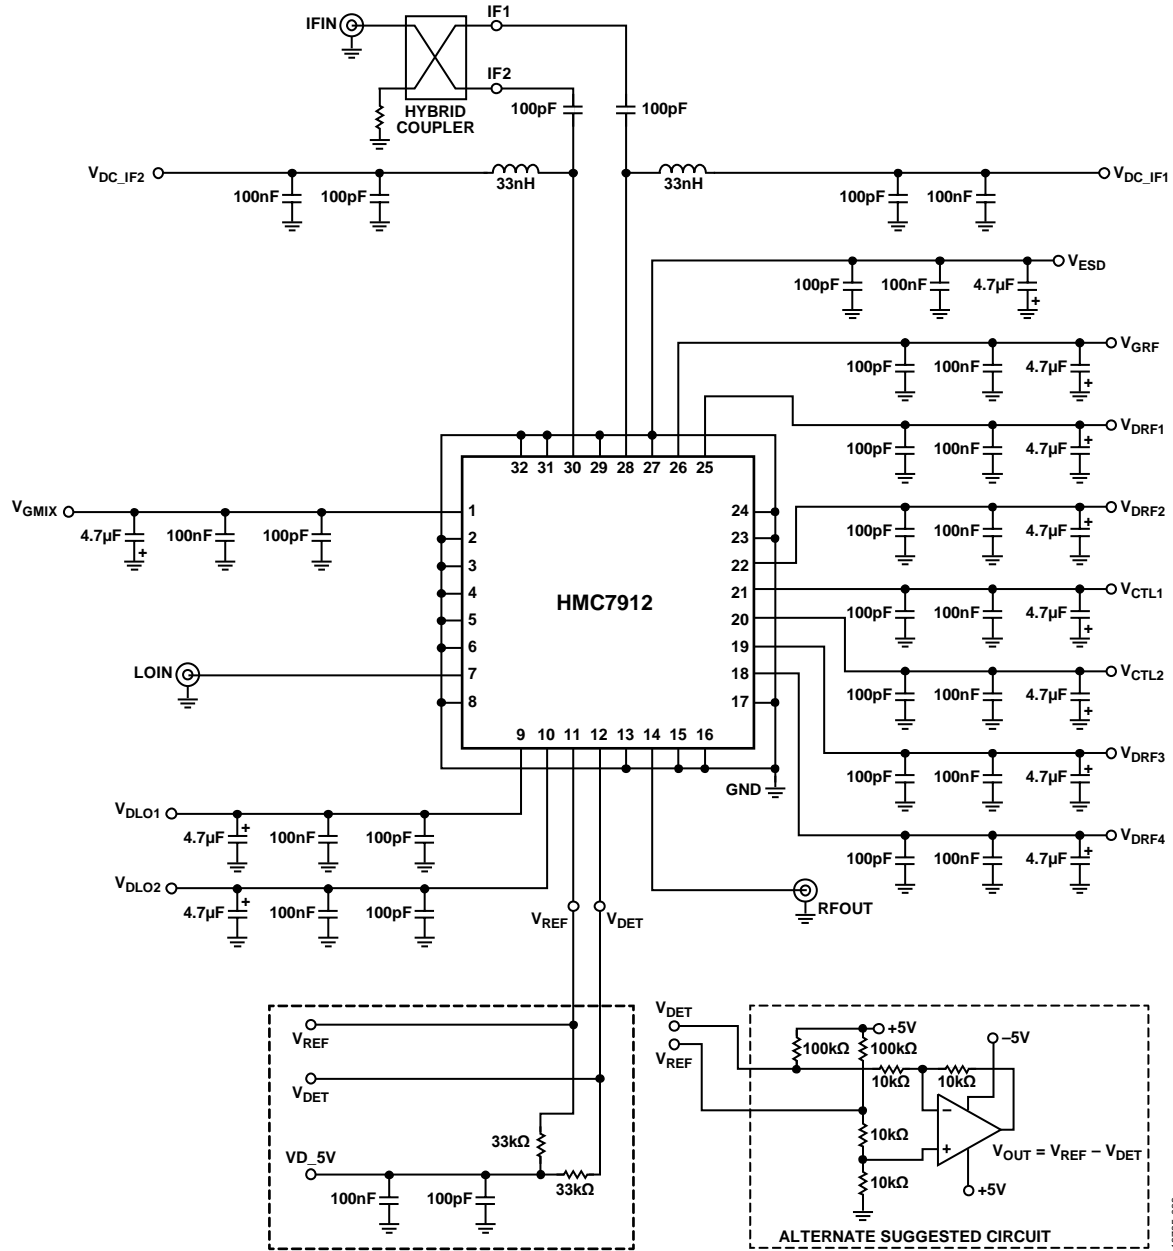 IFIN
IF1
IF2
HYBRID
COUPLER
100pF
100pF
V_DC_IF2
100nF
100pF
33nH
33nH
100pF
100nF
V_DC_IF1
100pF
100nF
4.7µF
+
V_ESD
100pF
100nF
4.7µF
+
V_GRF
100pF
100nF
4.7µF
+
V_DRF1
32 31 30 29 28 27 26 25
V_GMIX
4.7µF
+
100nF
100pF
1
2
3
4
5
6
7
8
HMC7912
24
23
22
21
20
19
18
17
100pF
100nF
4.7µF
+
V_DRF2
100pF
100nF
4.7µF
+
V_CTL1
LOIN
100pF
100nF
4.7µF
+
V_CTL2
9 10 11 12 13 14 15 16
GND
100pF
100nF
4.7µF
+
V_DRF3
V_DLO1
4.7µF
+
100nF
100pF
100pF
100nF
4.7µF
+
V_DRF4
V_DLO2
4.7µF
+
100nF
100pF
V_REF
V_DET
RFOUT
V_REF
V_DET
33kΩ
VD_5V
100nF
100pF
33kΩ
V_DET
V_REF
+5V
–5V
100kΩ
100kΩ
10kΩ
10kΩ
–
10kΩ
+
V_OUT = V_REF – V_DET
10kΩ
+5V
ALTERNATE SUGGESTED CIRCUIT